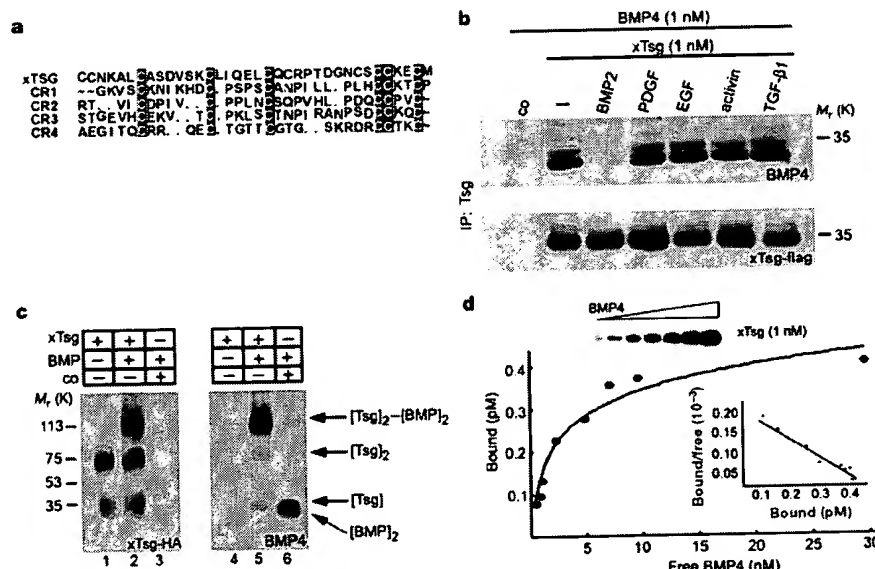 a
xTSG
CR1
CR2
CR3
CR4
b
BMP4 (1 nM)
xTsg (1 nM)
co
–
BMP2
PDGF
EGF
activin
TGF-β1
Mr (K)
IP: Tsg
35
BMP4
35
xTsg-flag
c
xTsg + + – + + –
BMP – + + – + +
co – – + – – +
Mr (K)
113
75
53
35
[Tsg]2–[BMP]2
[Tsg]2
[Tsg]
[BMP]2
xTsg-HA
BMP4
1 2 3 4 5 6
d
BMP4
xTsg (1 nM)
Bound (pM)
0.4
0.3
0.2
0.1
5 10 15 20 25 30
Free BMP4 (nM)
Bound/free (10⁻³)
0.20
0.15
0.10
0.05
0.1 0.2 0.3 0.4
Bound (pM)